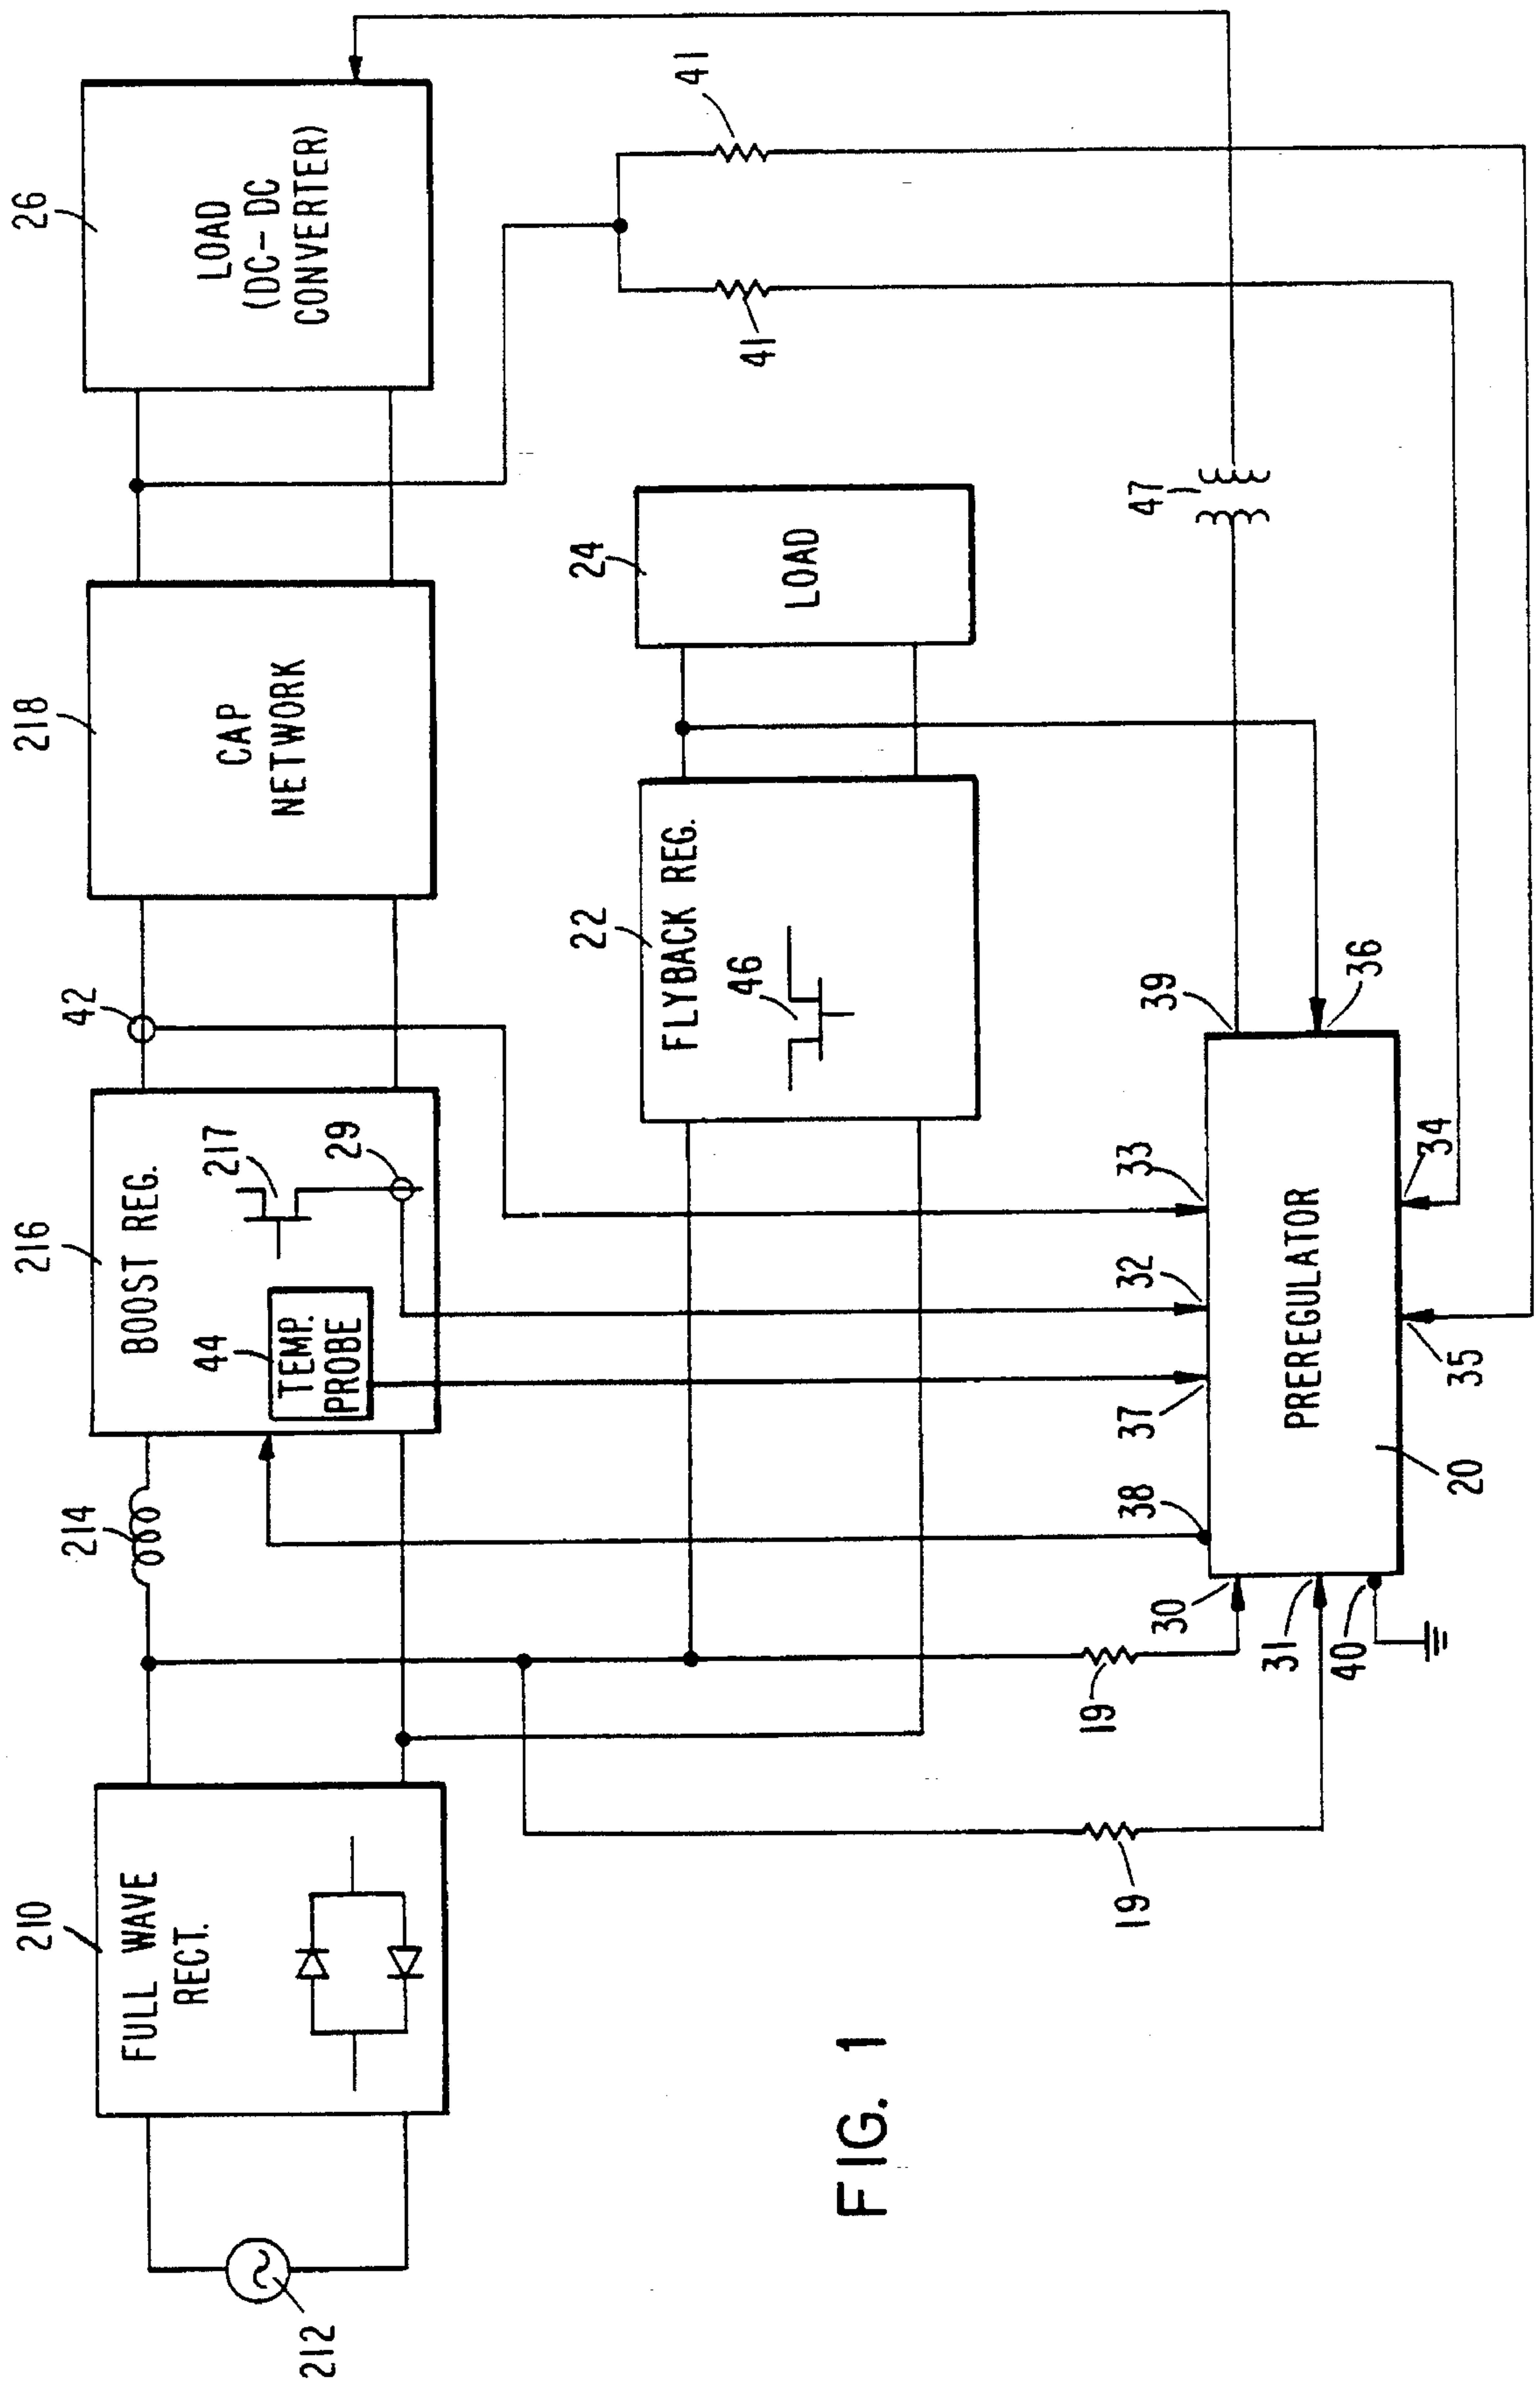 210
FULL WAVE
RECT.
212
214
216
BOOST REG.
217
29
44
TEMP.
PROBE
42
218
CAP
NETWORK
26
LOAD
(DC-DC
CONVERTER)
22
FLYBACK REG.
46
24
LOAD
41
41
47
19
19
30
31
40
38
37
32
33
39
36
34
35
PREREGULATOR
20
FIG. 1